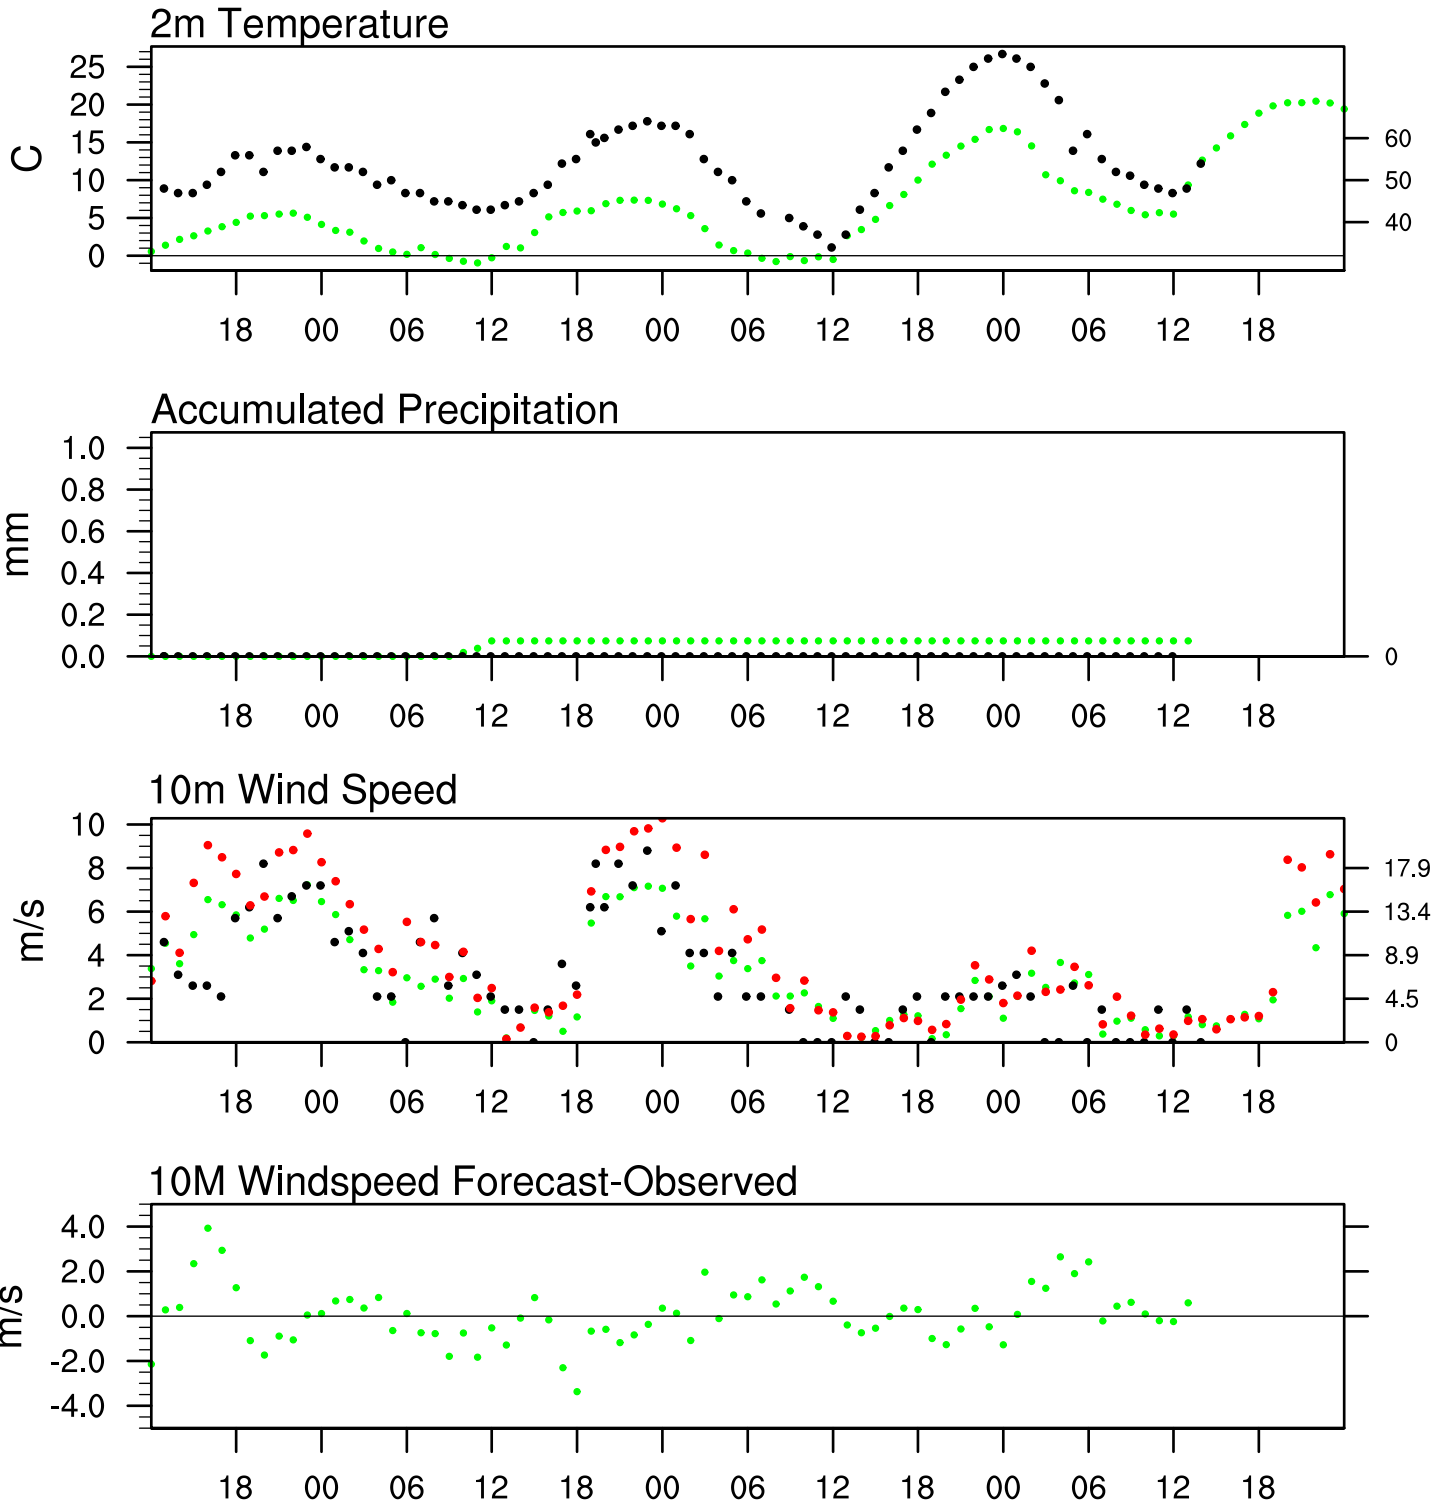 2m Temperature
25
20
15
10
5
0
C
60
50
40
18 00 06 12 18 00 06 12 18 00 06 12 18
Accumulated Precipitation
1.0
0.8
0.6
0.4
0.2
0.0
mm
0
18 00 06 12 18 00 06 12 18 00 06 12 18
10m Wind Speed
10
8
6
4
2
0
m/s
17.9
13.4
8.9
4.5
0
18 00 06 12 18 00 06 12 18 00 06 12 18
10M Windspeed Forecast-Observed
4.0
2.0
0.0
-2.0
-4.0
m/s
18 00 06 12 18 00 06 12 18 00 06 12 18